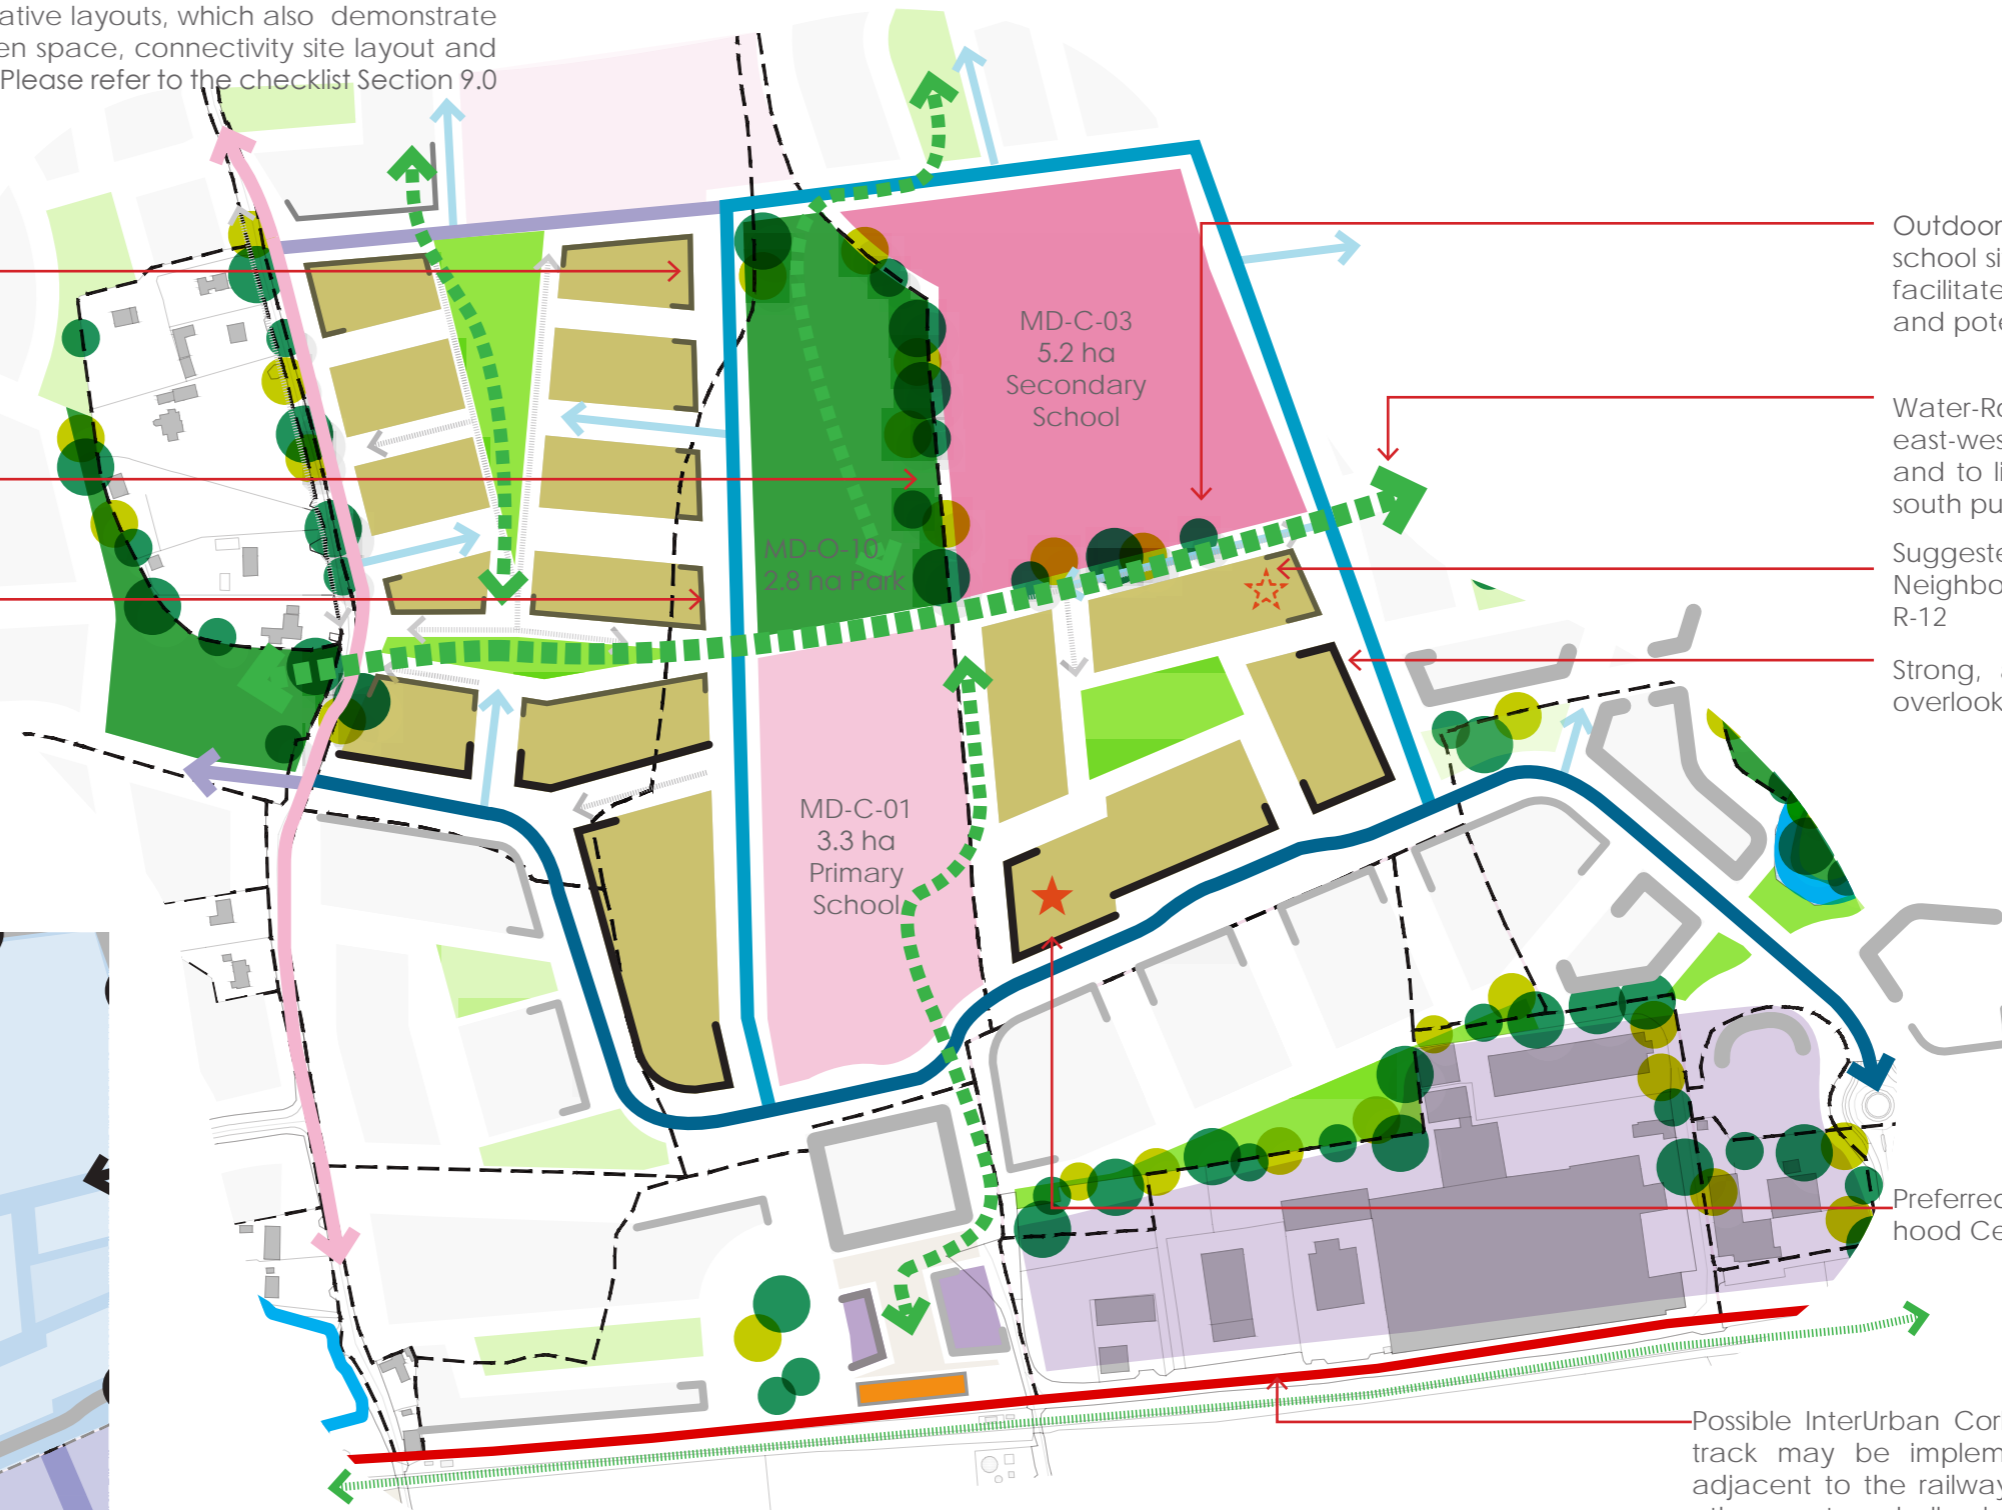 ative layouts, which also demonstrate
en space, connectivity site layout and
Please refer to the checklist Section 9.0
MD-C-03
5.2 ha
Secondary
School
MD-O-10
2.8 ha Park
MD-C-01
3.3 ha
Primary
School
Outdoor
school si
facilitate
and pote
Water-Ro
east-wes
and to li
south pu
Suggeste
Neighbo
R-12
Strong,
overlook
Preferred
hood Ce
Possible InterUrban Cor
track may be implem
adjacent to the railway